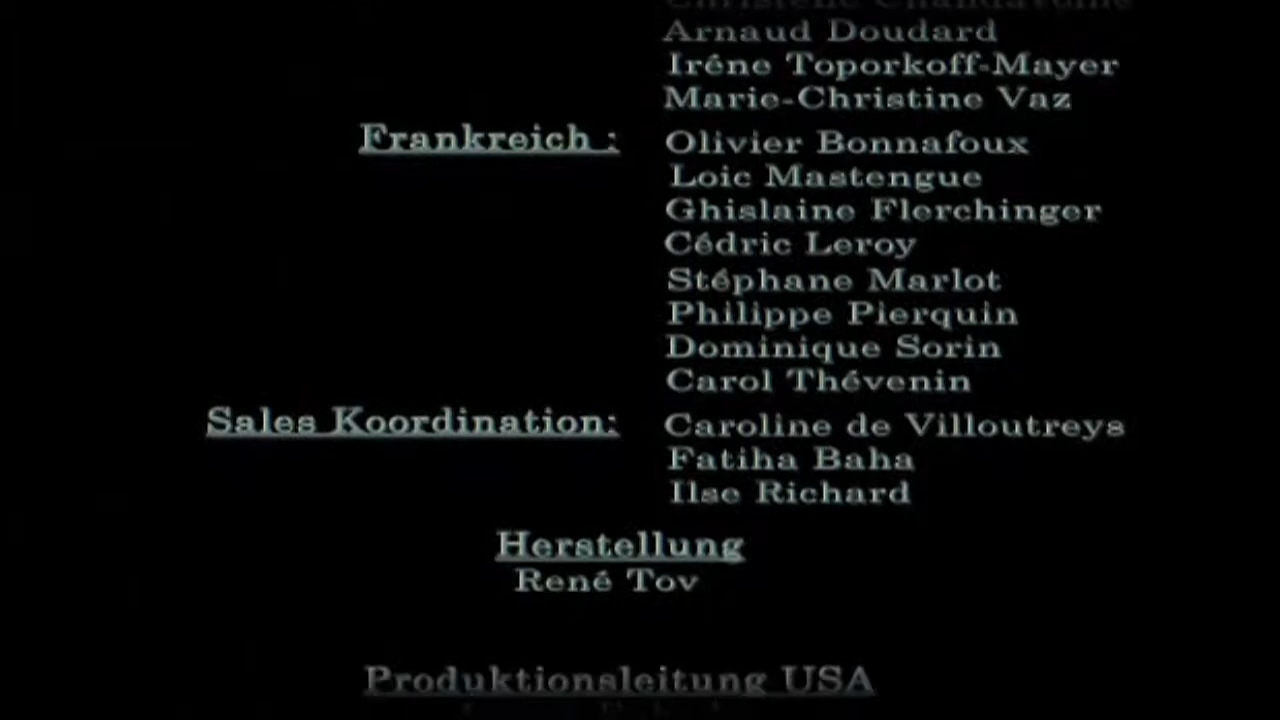 Arnaud Doudard
Iréne Toporkoff-Mayer
Marie-Christine Vaz
Frankreich : Olivier Bonnafoux
Loic Mastengue
Ghislaine Flerchinger
Cédric Leroy
Stéphane Marlot
Philippe Pierquin
Dominique Sorin
Carol Thévenin
Sales Koordination: Caroline de Villoutreys
Fatiha Baha
Ilse Richard
Herstellung
René Tov
Produktionsleitung USA